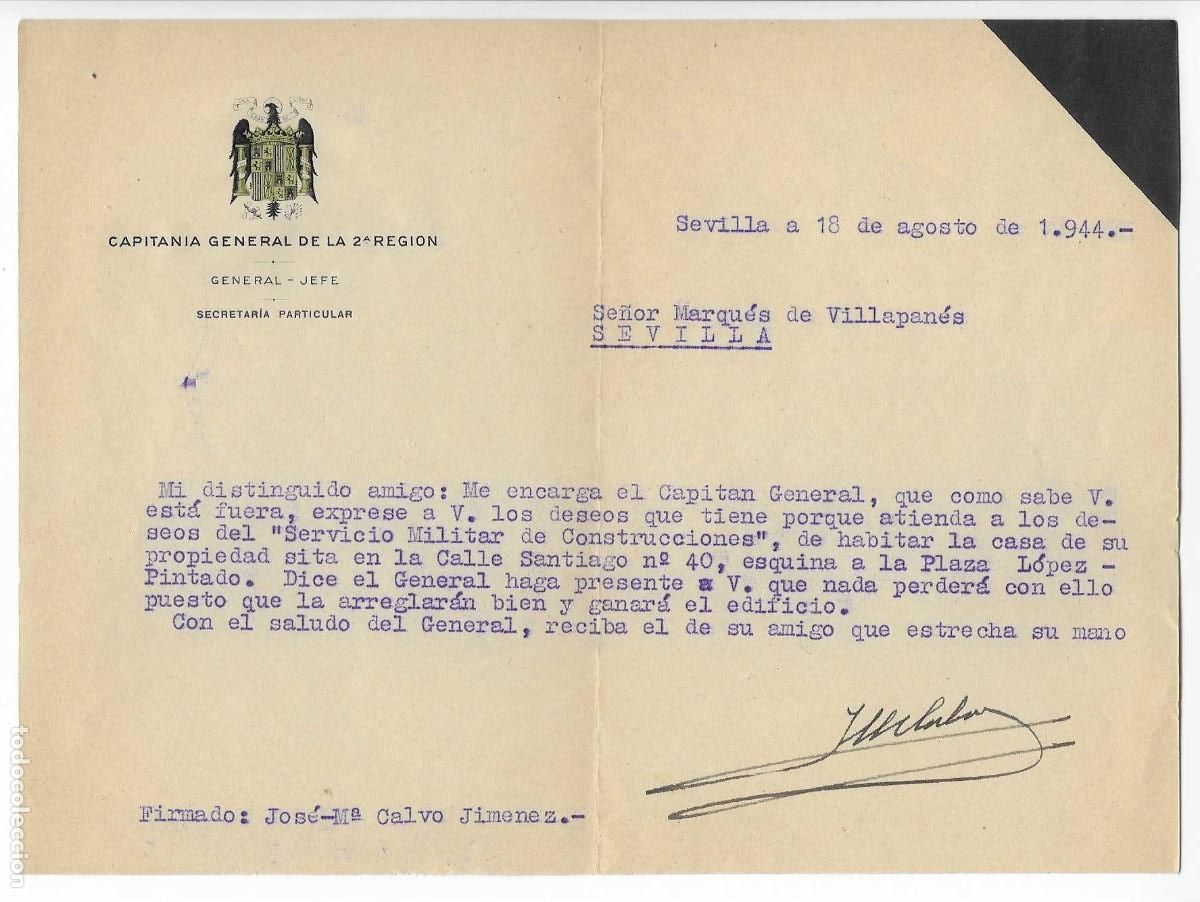 CAPITANIA GENERAL DE LA 2ª REGION
GENERAL - JEFE
SECRETARÍA PARTICULAR
Sevilla a 18 de agosto de 1.944.-
Señor Marqués de Villapanés
SEVILLA
Mi distinguido amigo: Me encarga el Capitan General, que como sabe V.
está fuera, exprese a V. los deseos que tiene porque atienda a los de-
seos del "Servicio Militar de Construcciones", de habitar la casa de su
propiedad sita en la Calle Santiago nº 40, esquina a la Plaza López -
Pintado. Dice el General haga presente a V. que nada perderá con ello
puesto que la arreglarán bien y ganará el edificio.
Con el saludo del General, reciba el de su amigo que estrecha su mano
Firmado: José-Mª Calvo Jimenez.-
todocoleccion